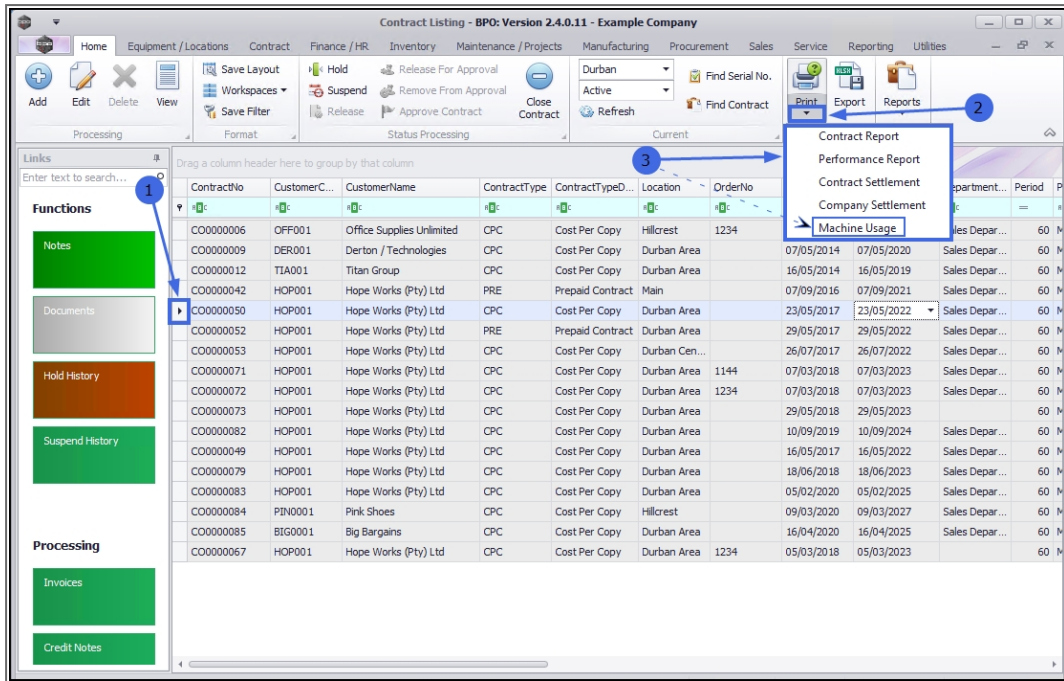 Contract Listing - BPO: Version 2.4.0.11 - Example Company
Home Equipment / Locations Contract Finance / HR Inventory Maintenance / Projects Manufacturing Procurement Sales Service Reporting Utilities
Add Edit Delete View
Save Layout
Workspaces
Save Filter
Hold
Suspend
Release
Release For Approval
Remove From Approval
Approve Contract
Close Contract
Durban
Active
Refresh
Find Serial No.
Find Contract
Print Export Reports
Processing Format Status Processing Current
2
Contract Report
Performance Report
Contract Settlement
Company Settlement
Machine Usage
3
1
Links
Enter text to search...
Functions
Notes
Documents
Hold History
Suspend History
Processing
Invoices
Credit Notes
Drag a column header here to group by that column
ContractNo CustomerC... CustomerName ContractType ContractTypeD... Location OrderNo epartment... Period P
CO0000006 OFF001 Office Supplies Unlimited CPC Cost Per Copy Hillcrest 1234 ales Depar... 60 M
CO0000009 DER001 Derton / Technologies CPC Cost Per Copy Durban Area 07/05/2014 07/05/2020 Sales Depar... 60 M
CO0000012 TIA001 Titan Group CPC Cost Per Copy Durban Area 16/05/2014 16/05/2019 Sales Depar... 60 M
CO0000042 HOP001 Hope Works (Pty) Ltd PRE Prepaid Contract Main 07/09/2016 07/09/2021 Sales Depar... 60 M
CO0000050 HOP001 Hope Works (Pty) Ltd CPC Cost Per Copy Durban Area 23/05/2017 23/05/2022 Sales Depar... 60 M
CO0000052 HOP001 Hope Works (Pty) Ltd PRE Prepaid Contract Durban Area 29/05/2017 29/05/2022 Sales Depar... 60 M
CO0000053 HOP001 Hope Works (Pty) Ltd CPC Cost Per Copy Durban Cen... 26/07/2017 26/07/2022 Sales Depar... 60 M
CO0000071 HOP001 Hope Works (Pty) Ltd CPC Cost Per Copy Durban Area 1144 07/03/2018 07/03/2023 Sales Depar... 60 M
CO0000072 HOP001 Hope Works (Pty) Ltd CPC Cost Per Copy Durban Area 1234 07/03/2018 07/03/2023 Sales Depar... 60 M
CO0000073 HOP001 Hope Works (Pty) Ltd CPC Cost Per Copy Durban Area 29/05/2018 29/05/2023 60 M
CO0000082 HOP001 Hope Works (Pty) Ltd CPC Cost Per Copy Durban Area 10/09/2019 10/09/2024 Sales Depar... 60 M
CO0000049 HOP001 Hope Works (Pty) Ltd CPC Cost Per Copy Durban Area 16/05/2017 16/05/2022 Sales Depar... 60 M
CO0000079 HOP001 Hope Works (Pty) Ltd CPC Cost Per Copy Durban Area 18/06/2018 18/06/2023 Sales Depar... 60 M
CO0000083 HOP001 Hope Works (Pty) Ltd CPC Cost Per Copy Durban Area 05/02/2020 05/02/2025 Sales Depar... 60 M
CO0000084 PIN0001 Pink Shoes CPC Cost Per Copy Hillcrest 09/03/2020 09/03/2027 Sales Depar... 60 M
CO0000085 BIG0001 Big Bargains CPC Cost Per Copy Durban Area 16/04/2020 16/04/2025 Sales Depar... 60 M
CO0000067 HOP001 Hope Works (Pty) Ltd CPC Cost Per Copy Durban Area 1234 05/03/2018 05/03/2023 60 M